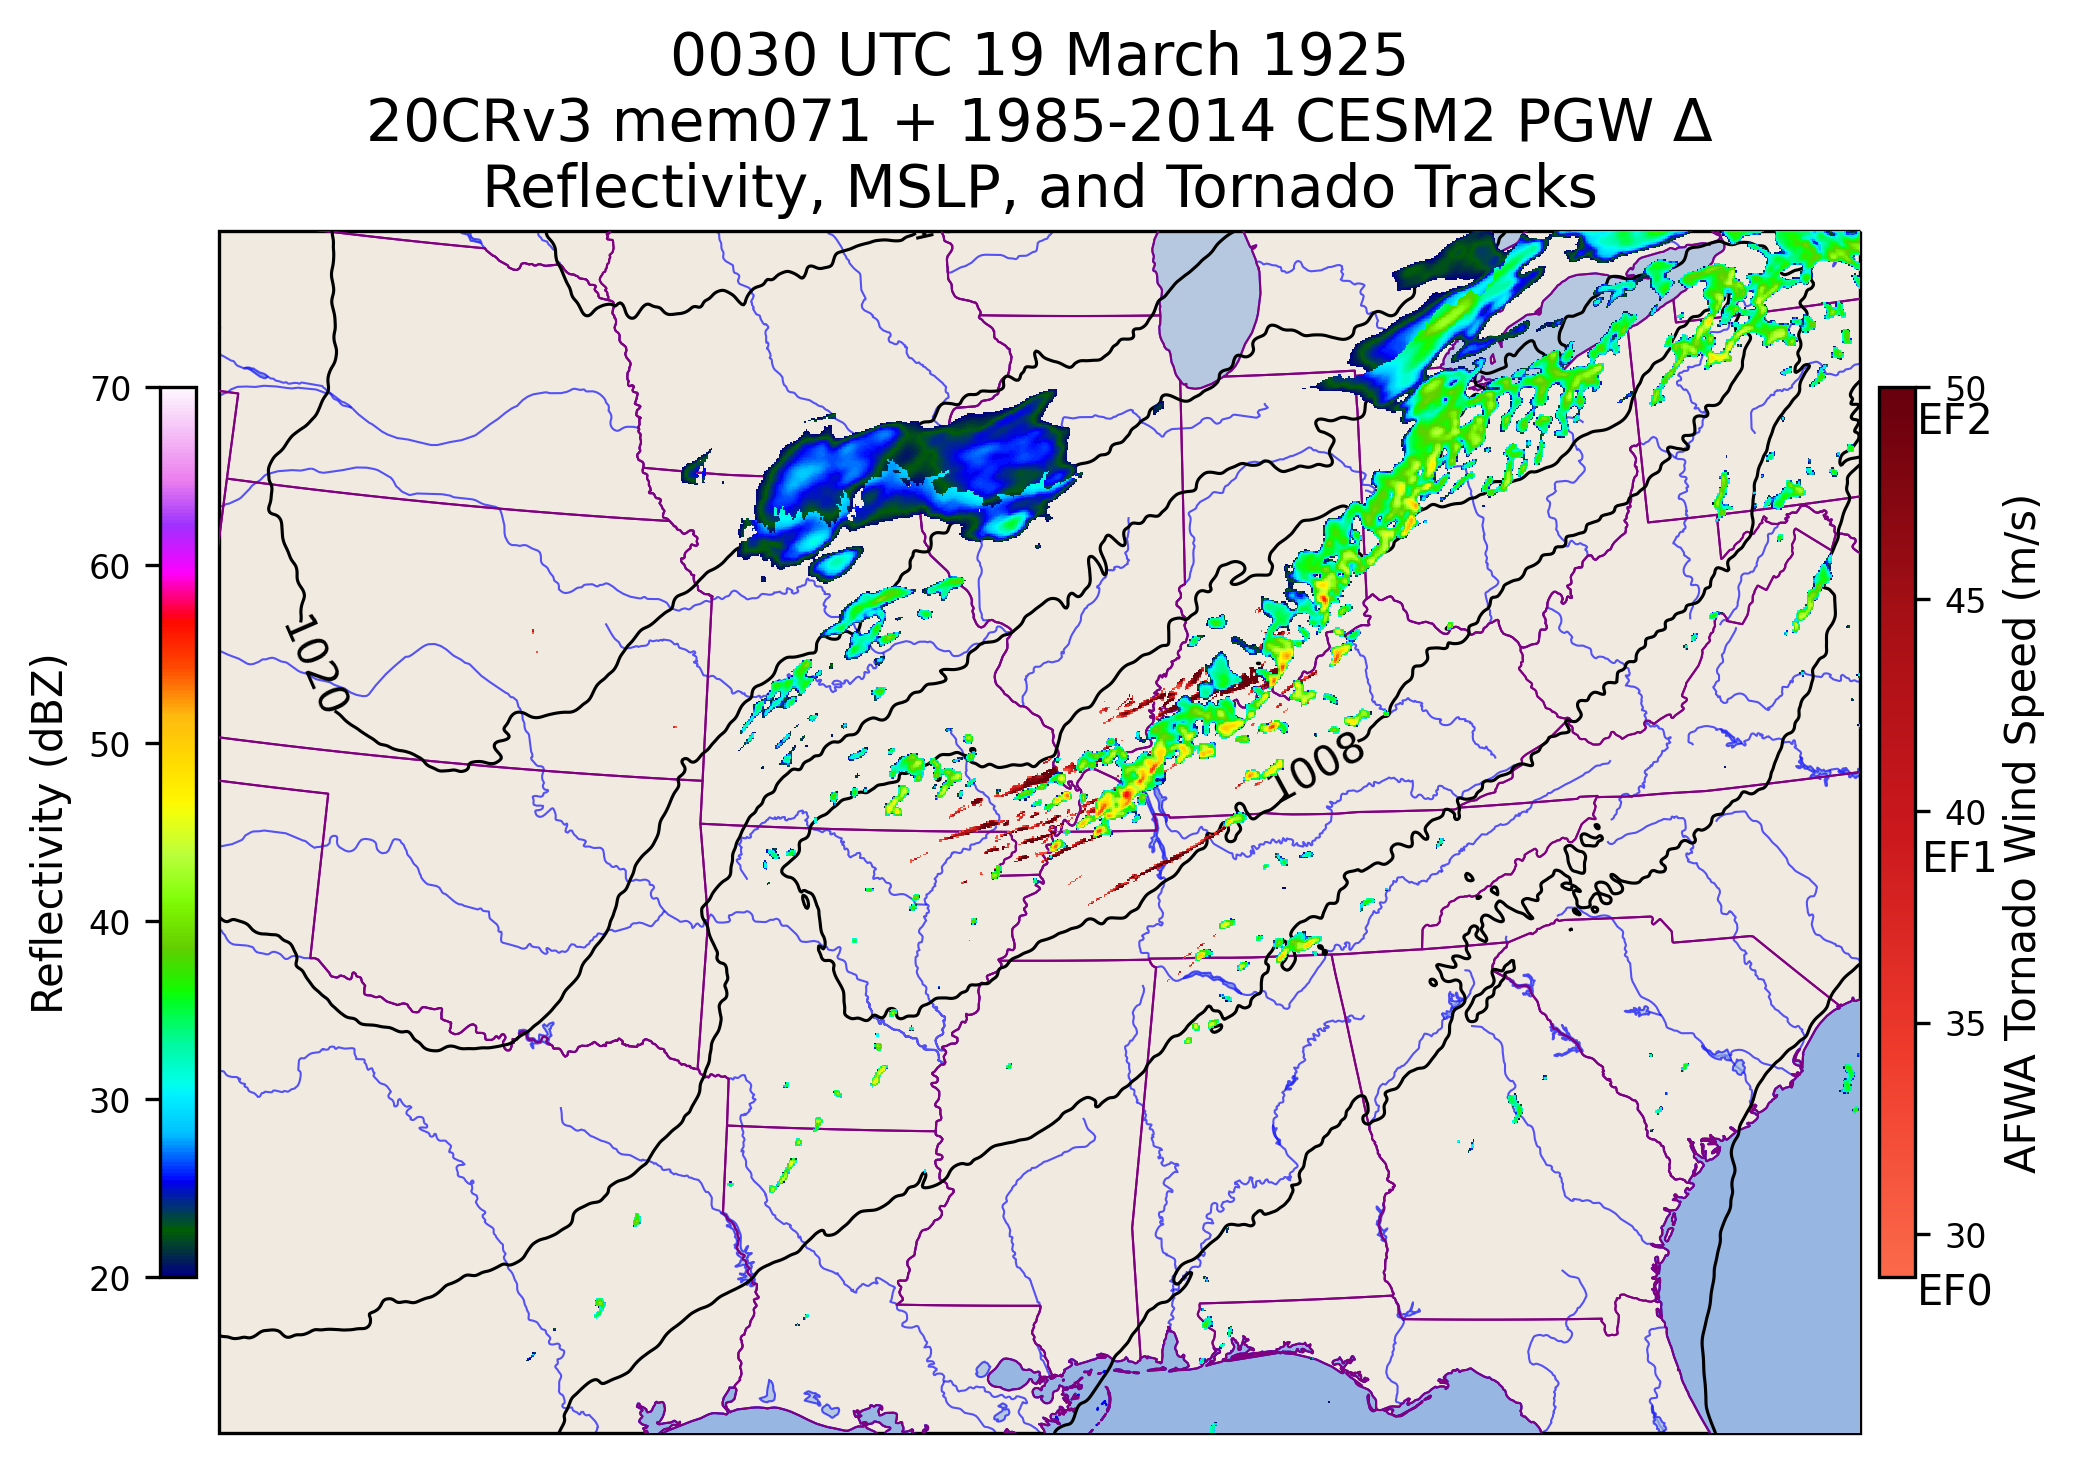 0030 UTC 19 March 1925
20CRv3 mem071 + 1985-2014 CESM2 PGW Δ
Reflectivity, MSLP, and Tornado Tracks
70
60
50
40
30
20
Reflectivity (dBZ)
1020
1008
50
EF2
45
40
EF1
35
30
EF0
AFWA Tornado Wind Speed (m/s)